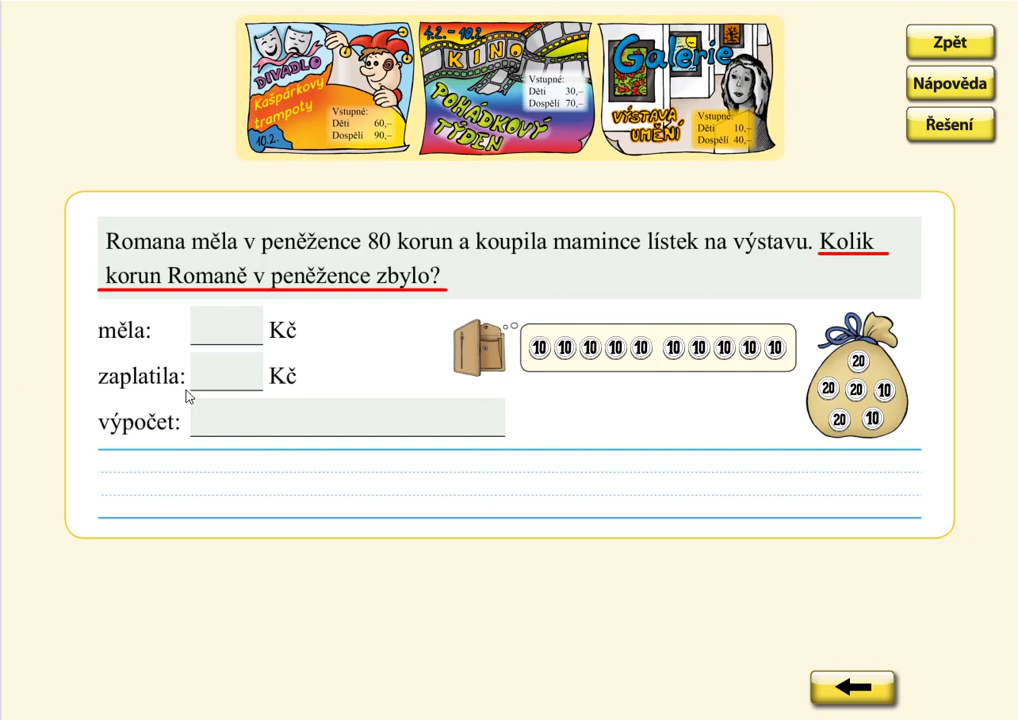 DIVADLO
Kašpárkovy
trampoty
10.2.
Vstupné:
Děti 60,–
Dospělí 90,–
4.2. – 10.2.
KINO
POHÁDKOVÝ
TÝDEN
Vstupné:
Děti 30,–
Dospělí 70,–
Galerie
VÝSTAVA
UMĚNÍ
Vstupné:
Děti 10,–
Dospělí 40,–
Zpět
Nápověda
Řešení
Romana měla v peněžence 80 korun a koupila mamince lístek na výstavu. Kolik
korun Romaně v peněžence zbylo?
měla: Kč
zaplatila: Kč
výpočet:
10 10 10 10 10 10 10 10 10 10
20
20 20 10
20 10